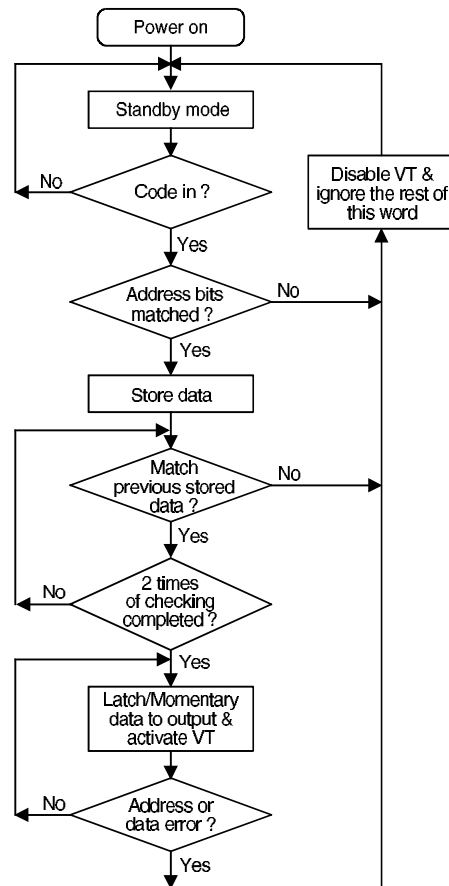 Power on
Standby mode
No
Code in ?
Disable VT &
ignore the rest of
this word
Yes
Address bits
matched ?
No
Yes
Store data
Match
previous stored
data ?
No
Yes
No
2 times
of checking
completed ?
Yes
Latch/Momentary
data to output &
activate VT
No
Address or
data error ?
Yes